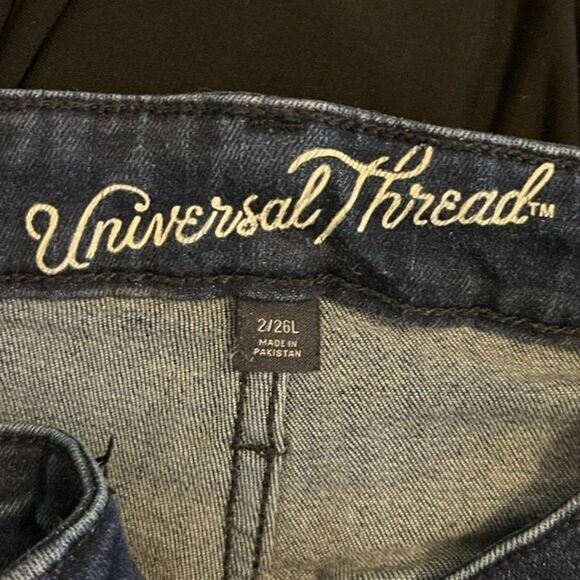 Universal Thread™
2/26L
MADE IN
PAKISTAN